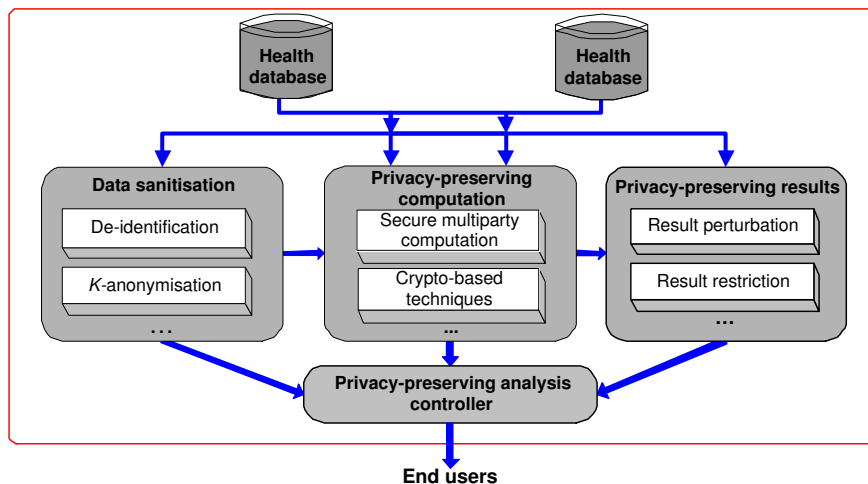 Health
database
Health
database
Data sanitisation
De-identification
K-anonymisation
...
Privacy-preserving
computation
Secure multiparty
computation
Crypto-based
techniques
...
Privacy-preserving results
Result perturbation
Result restriction
...
Privacy-preserving analysis
controller
End users